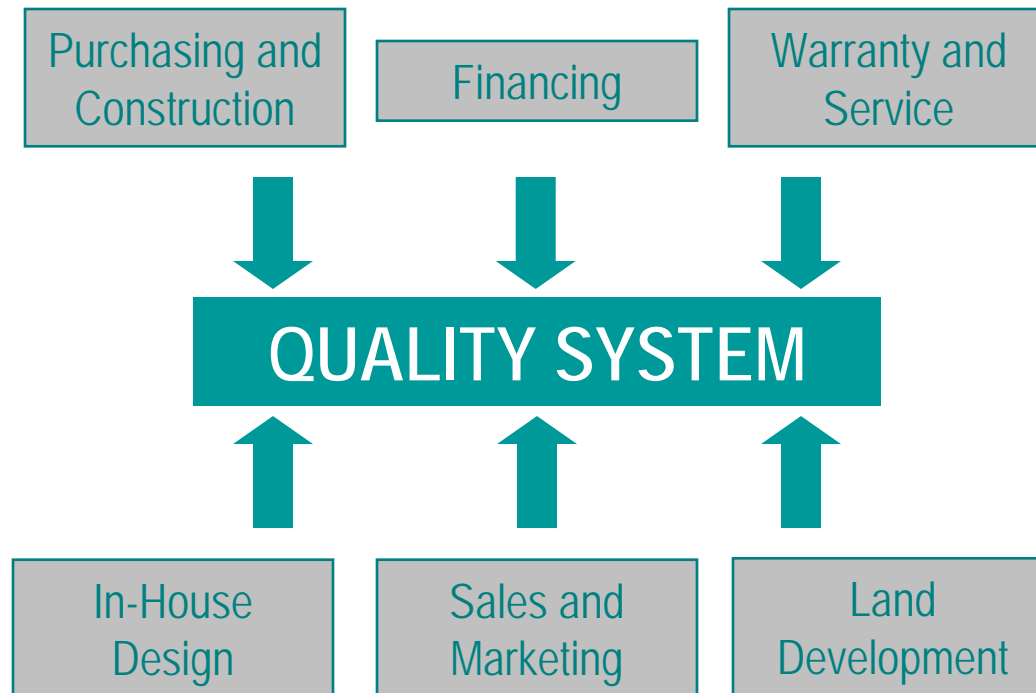 Purchasing and
Construction
Financing
Warranty and
Service
QUALITY SYSTEM
In-House
Design
Sales and
Marketing
Land
Development